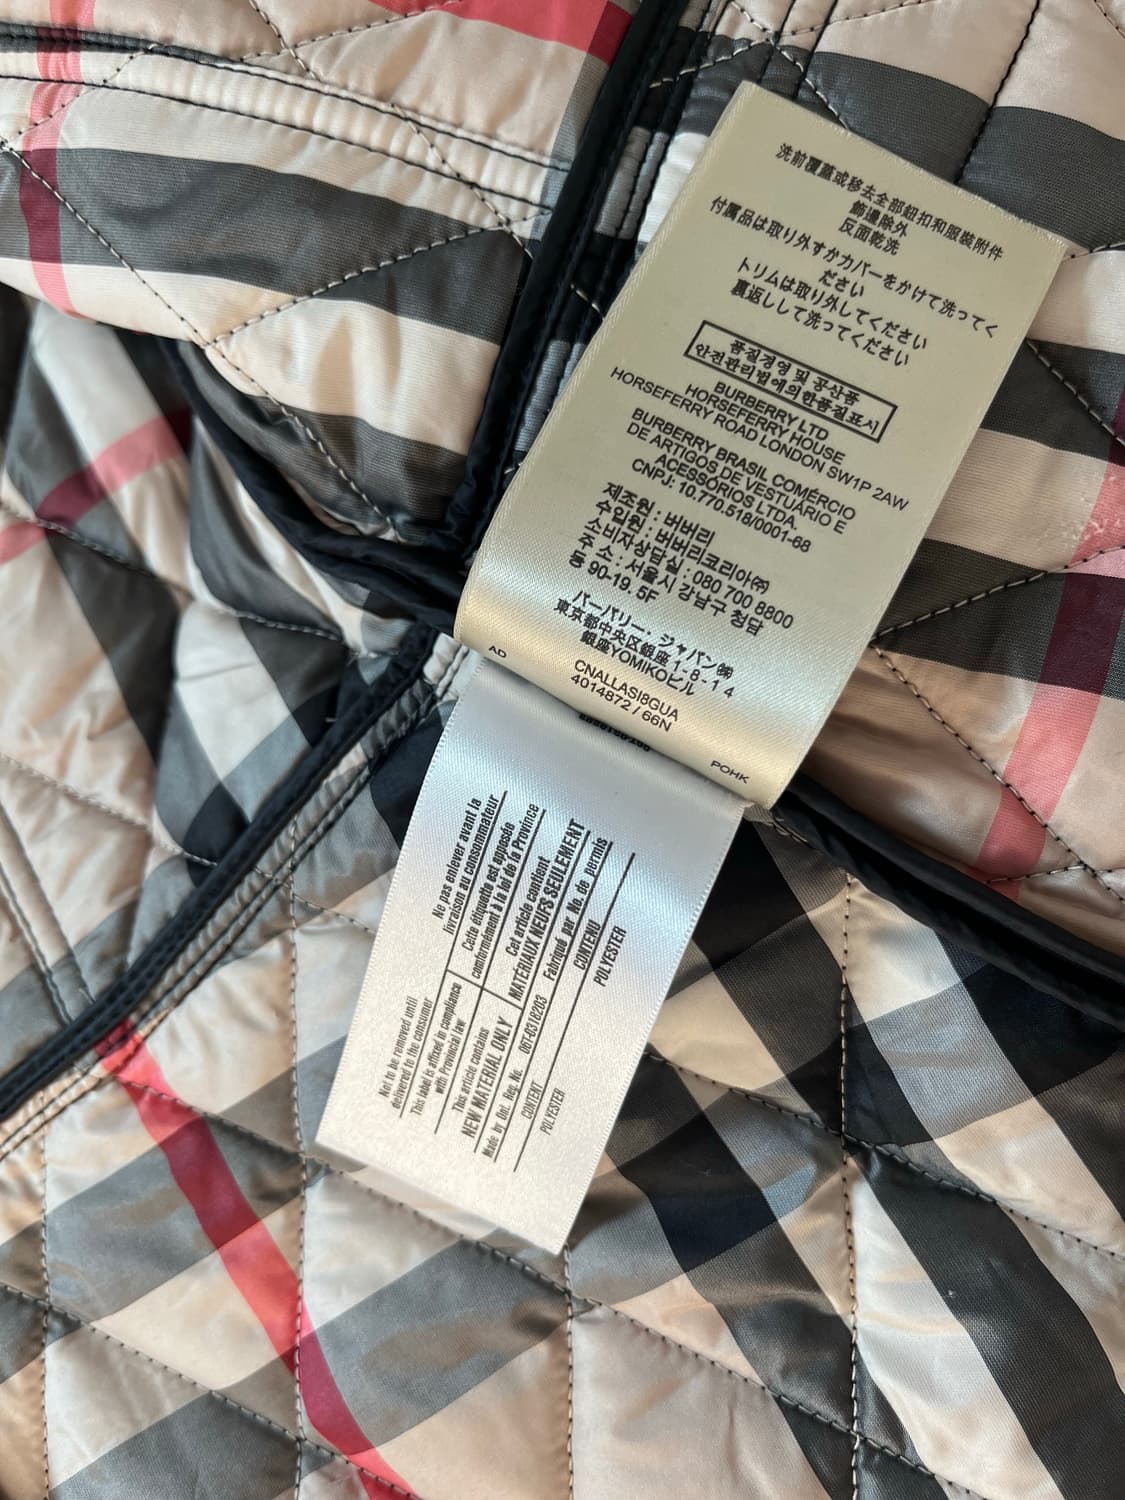 洗前覆蓋或移去全部鈕扣和服裝附件
飾邊除外
反面乾洗
付属品は取り外すかカバーをかけて洗ってく
ださい
トリムは取り外してください
裏返しして洗ってください
품질경영 및 공산품
안전관리법에의한품질표시
BURBERRY LTD
HORSEFERRY HOUSE
HORSEFERRY ROAD LONDON SW1P 2AW
BURBERRY BRASIL COMÉRCIO
DE ARTIGOS DE VESTUÁRIO E
ACESSÓRIOS LTDA.
CNPJ: 10.770.518/0001-68
제조원 : 버버리
수입원 : 버버리코리아㈜
소비자상담실 : 080 700 8800
주 소 : 서울시 강남구 청담
동 90-19. 5F
バーバリー・ジャパン㈱
東京都中央区銀座1-8-14
銀座YOMIKOビル
AD
CNALLASI8GUA
4014872 / 66N
POHK
Not to be removed until
delivered to the consumer
This label is affixed in compliance
with Provincial law
This article contains
NEW MATERIAL ONLY
Made by Ont. Reg. No. 06T-0318203
CONTENT
POLYESTER
Ne pas enlever avant la
livraison au consommateur
Cette étiquette est apposée
comformément à la loi de la Province
Cet article contient
MATÉRIAUX NEUFS SEULEMENT
Fabriqué par No. de permis
CONTENU
POLYESTER